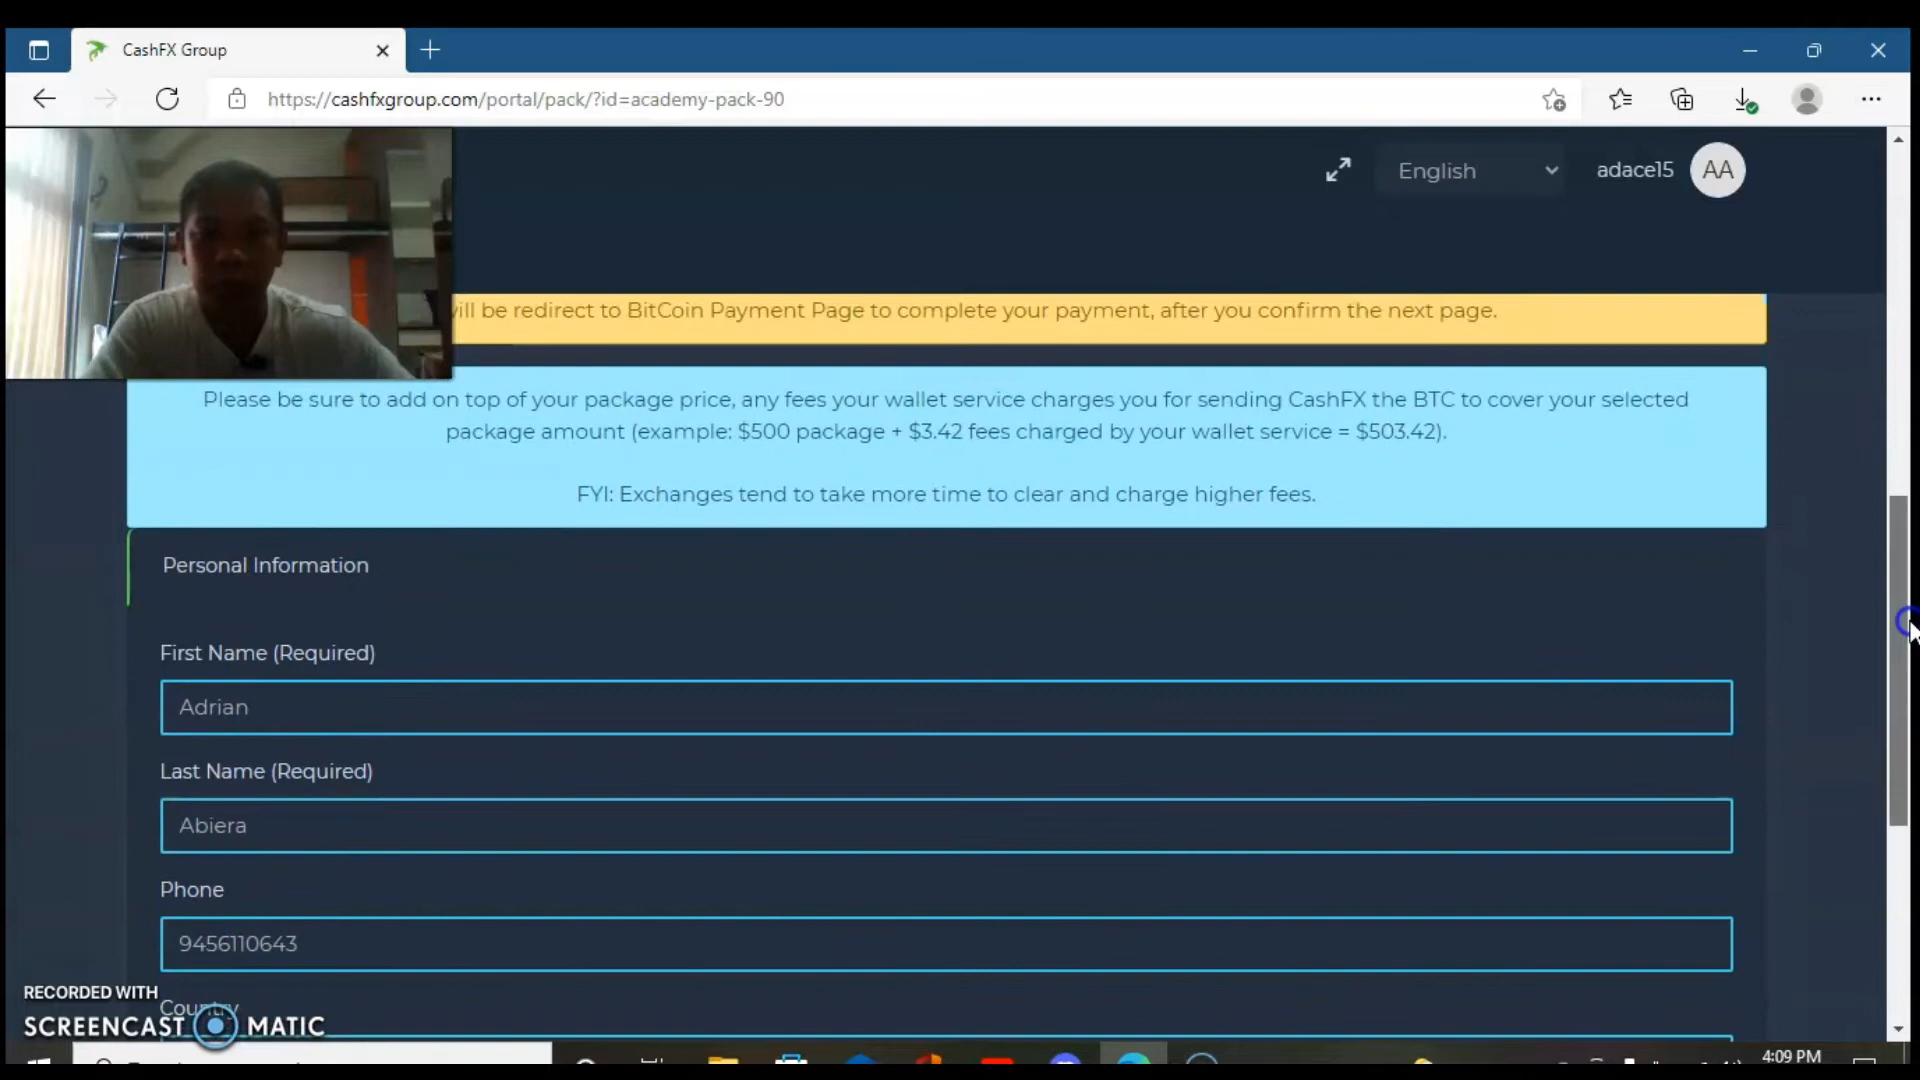 CashFX Group
https://cashfxgroup.com/portal/pack/?id=academy-pack-90
English
adace15
AA
will be redirect to BitCoin Payment Page to complete your payment, after you confirm the next page.
Please be sure to add on top of your package price, any fees your wallet service charges you for sending CashFX the BTC to cover your selected
package amount (example: $500 package + $3.42 fees charged by your wallet service = $503.42).
FYI: Exchanges tend to take more time to clear and charge higher fees.
Personal Information
First Name (Required)
Adrian
Last Name (Required)
Abiera
Phone
9456110643
Country
RECORDED WITH
SCREENCAST MATIC
4:09 PM